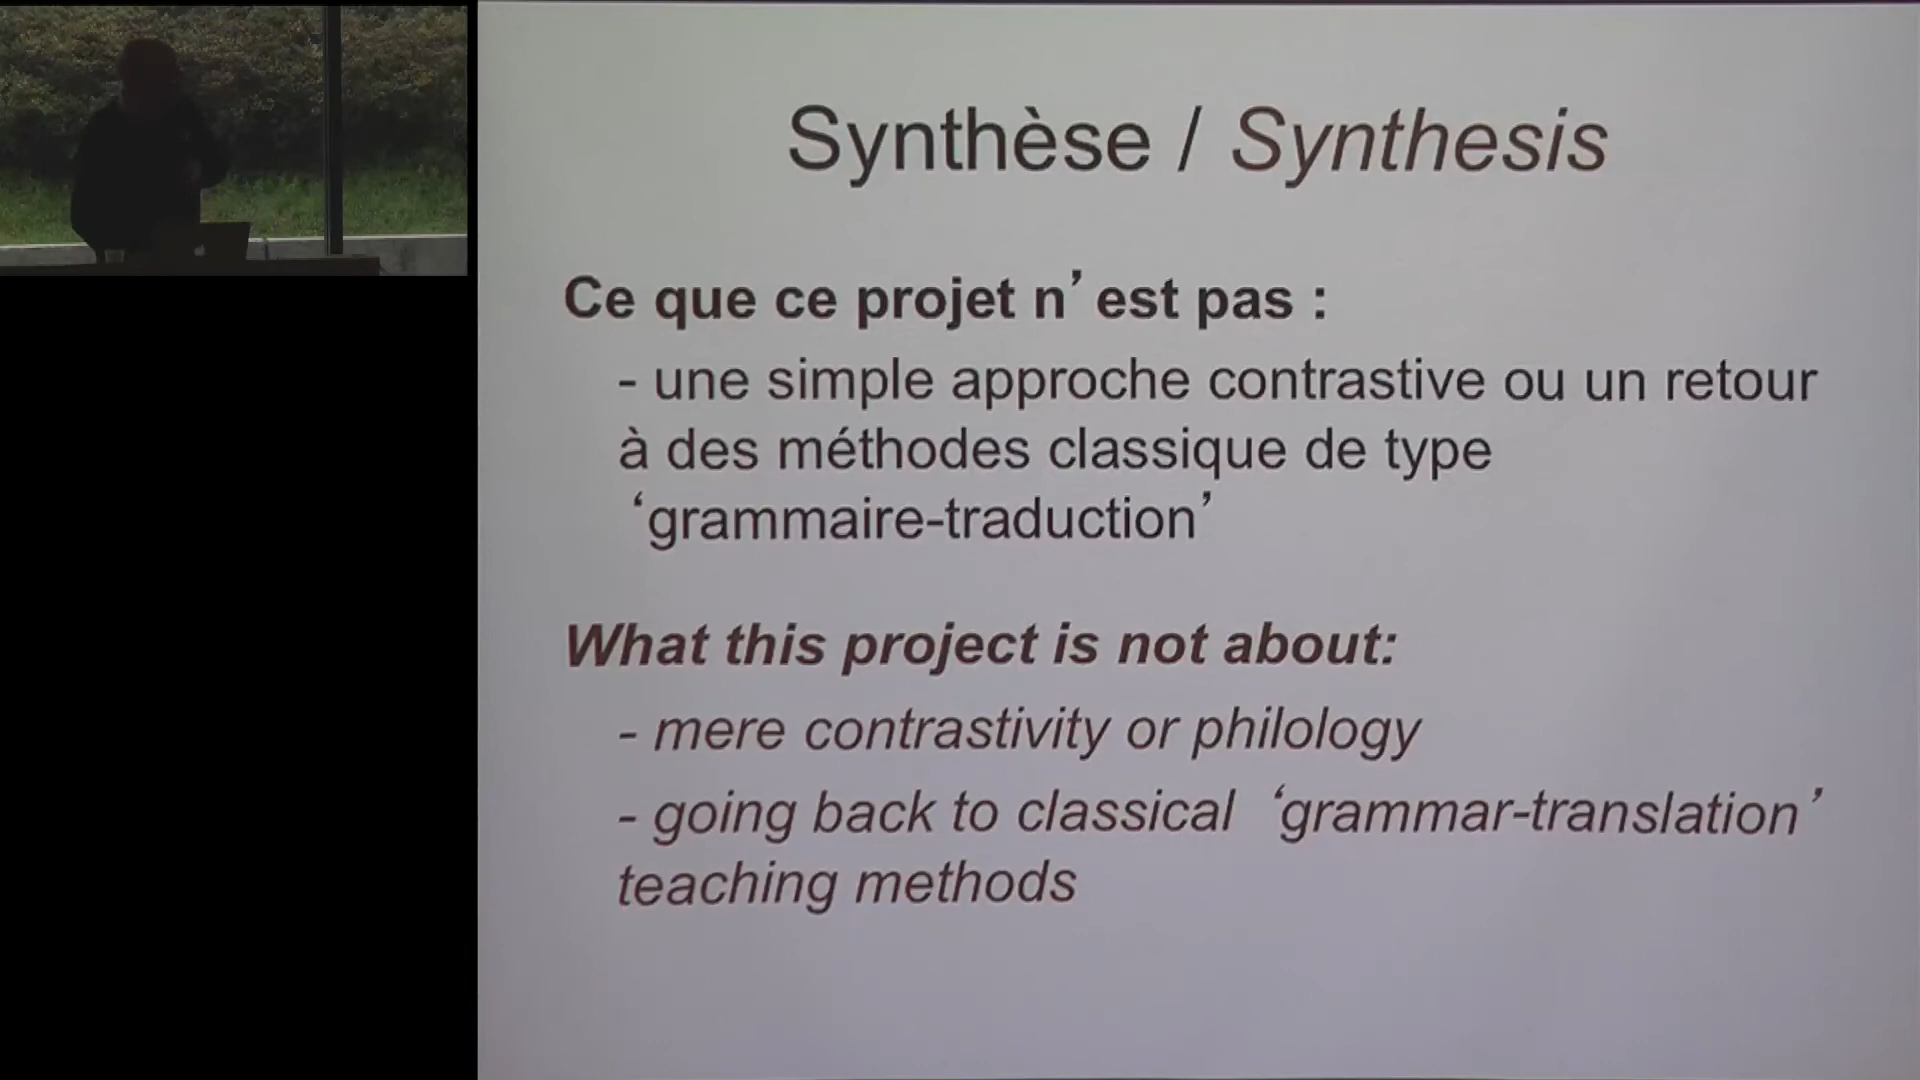 Synthèse / Synthesis
Ce que ce projet n’est pas :
- une simple approche contrastive ou un retour
à des méthodes classique de type
‘grammaire-traduction’
What this project is not about:
- mere contrastivity or philology
- going back to classical ‘grammar-translation’
teaching methods